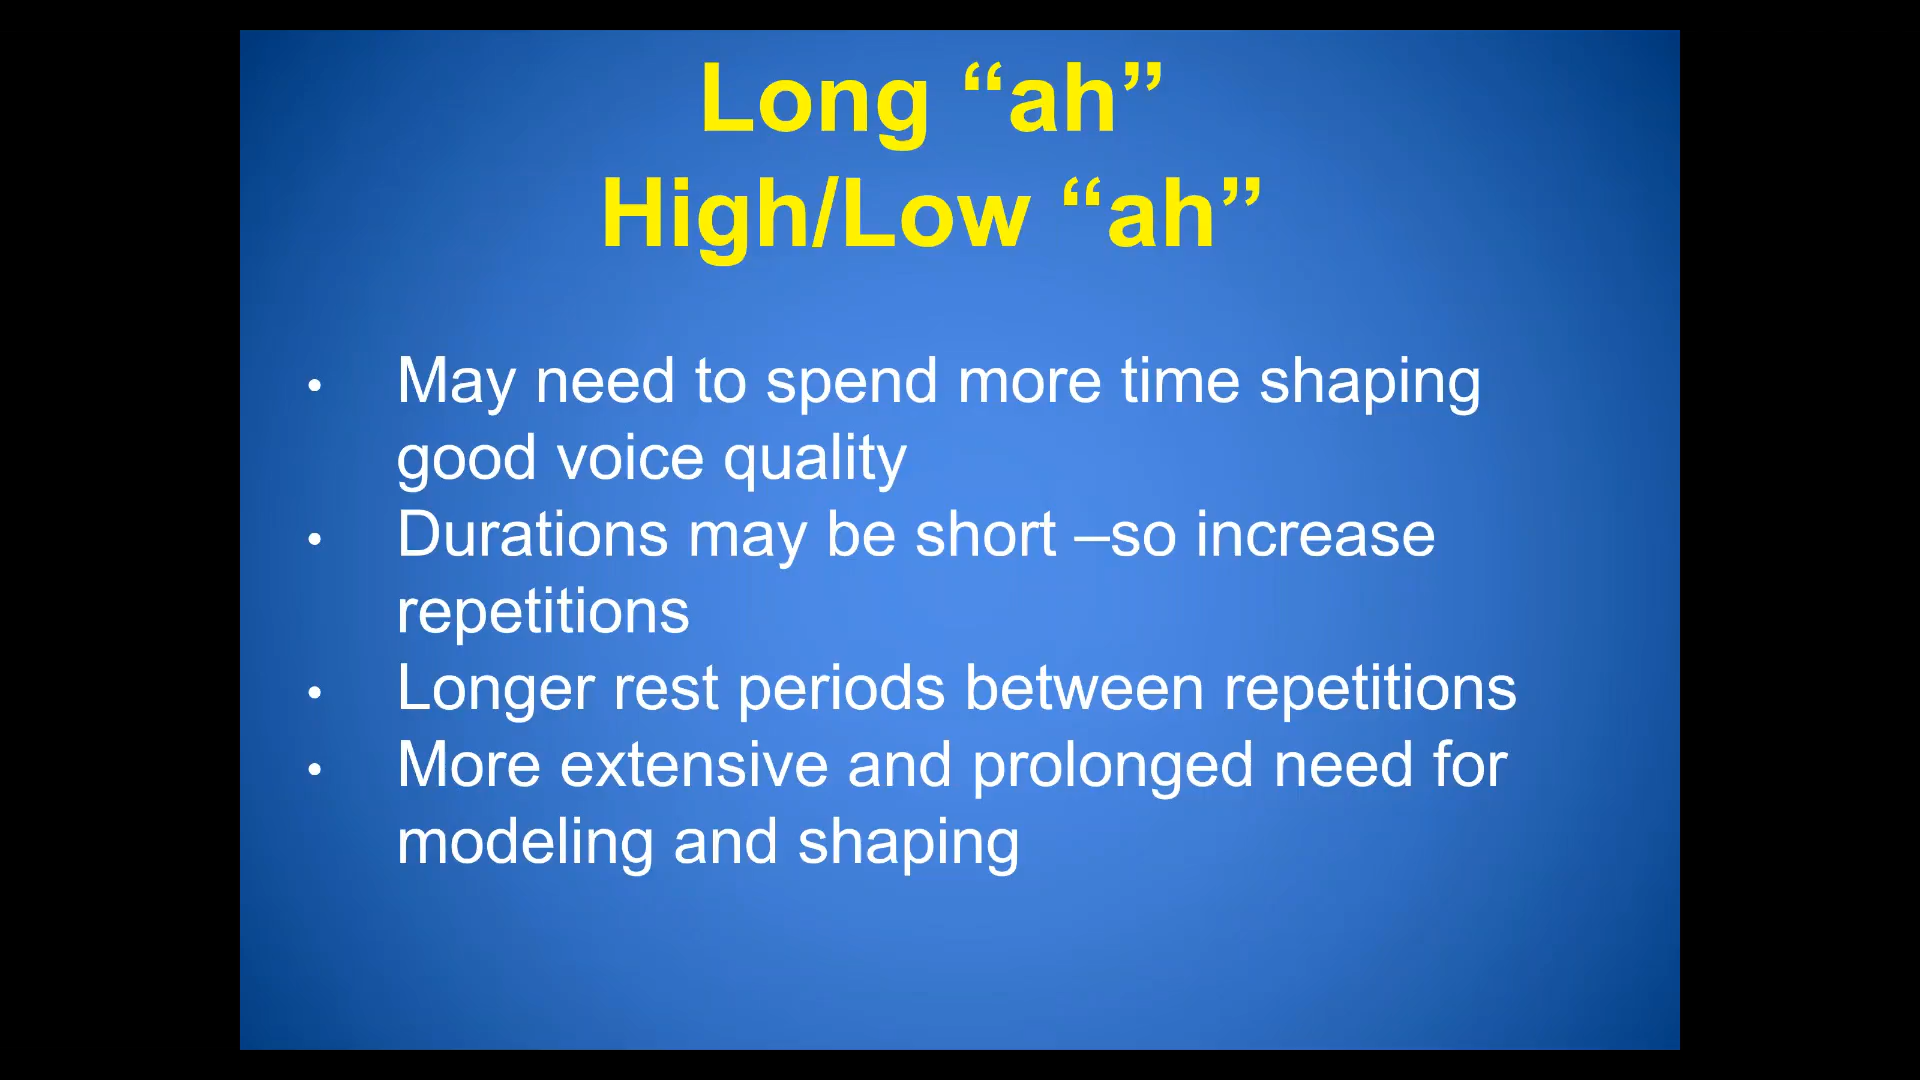 Long “ah”
High/Low “ah”
• May need to spend more time shaping
good voice quality
• Durations may be short –so increase
repetitions
• Longer rest periods between repetitions
• More extensive and prolonged need for
modeling and shaping